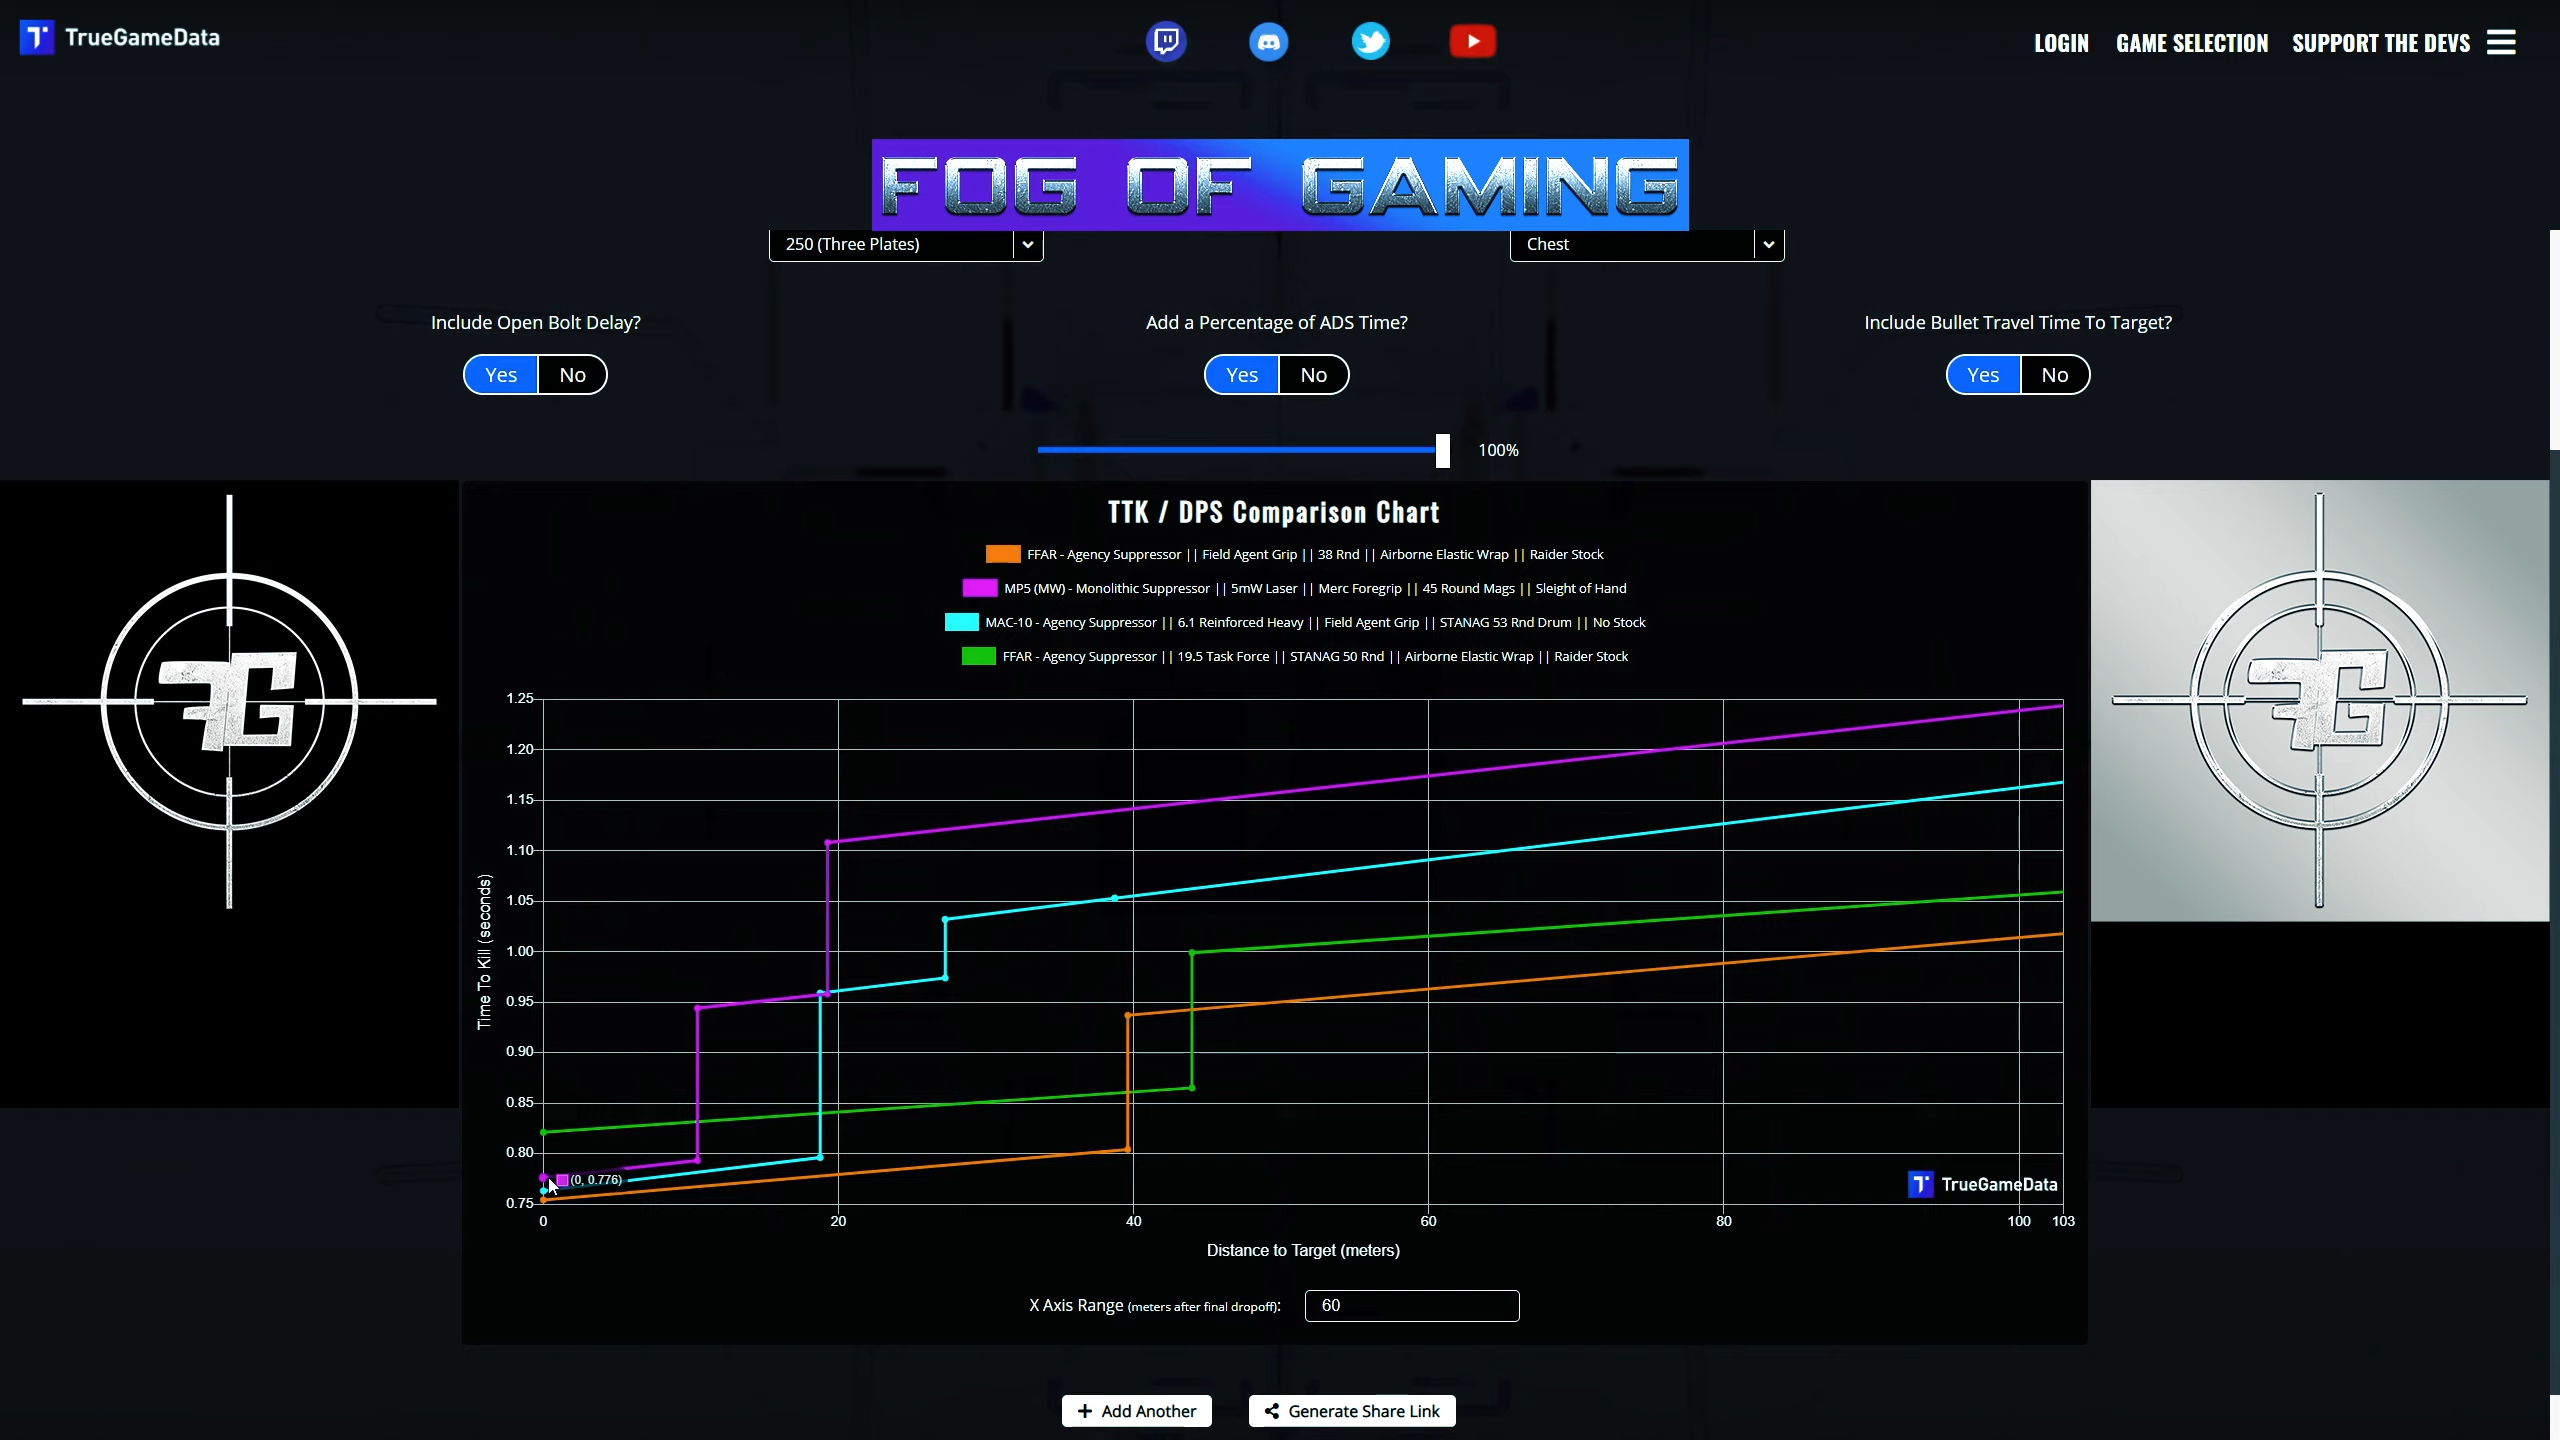 TrueGameData
LOGIN GAME SELECTION SUPPORT THE DEVS
FOG OF GAMING
250 (Three Plates)
Chest
Include Open Bolt Delay?
Add a Percentage of ADS Time?
Include Bullet Travel Time To Target?
Yes No
Yes No
Yes No
100%
TTK / DPS Comparison Chart
FFAR - Agency Suppressor || Field Agent Grip || 38 Rnd || Airborne Elastic Wrap || Raider Stock
MP5 (MW) - Monolithic Suppressor || 5mW Laser || Merc Foregrip || 45 Round Mags || Sleight of Hand
MAC-10 - Agency Suppressor || 6.1 Reinforced Heavy || Field Agent Grip || STANAG 53 Rnd Drum || No Stock
FFAR - Agency Suppressor || 19.5 Task Force || STANAG 50 Rnd || Airborne Elastic Wrap || Raider Stock
FG
FG
Time To Kill (seconds)
1.25
1.20
1.15
1.10
1.05
1.00
0.95
0.90
0.85
0.80
0.75
(0, 0.776)
TrueGameData
0 20 40 60 80 100 103
Distance to Target (meters)
X Axis Range (meters after final dropoff): 60
+ Add Another
Generate Share Link